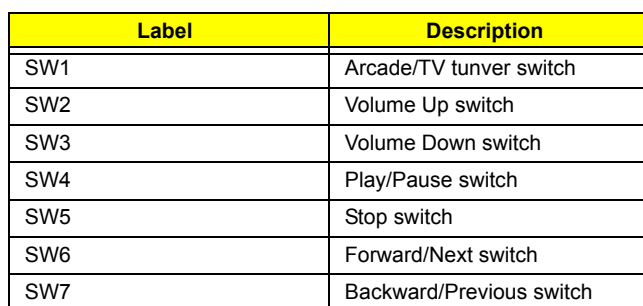 Label Description
SW1 Arcade/TV tunver switch
SW2 Volume Up switch
SW3 Volume Down switch
SW4 Play/Pause switch
SW5 Stop switch
SW6 Forward/Next switch
SW7 Backward/Previous switch